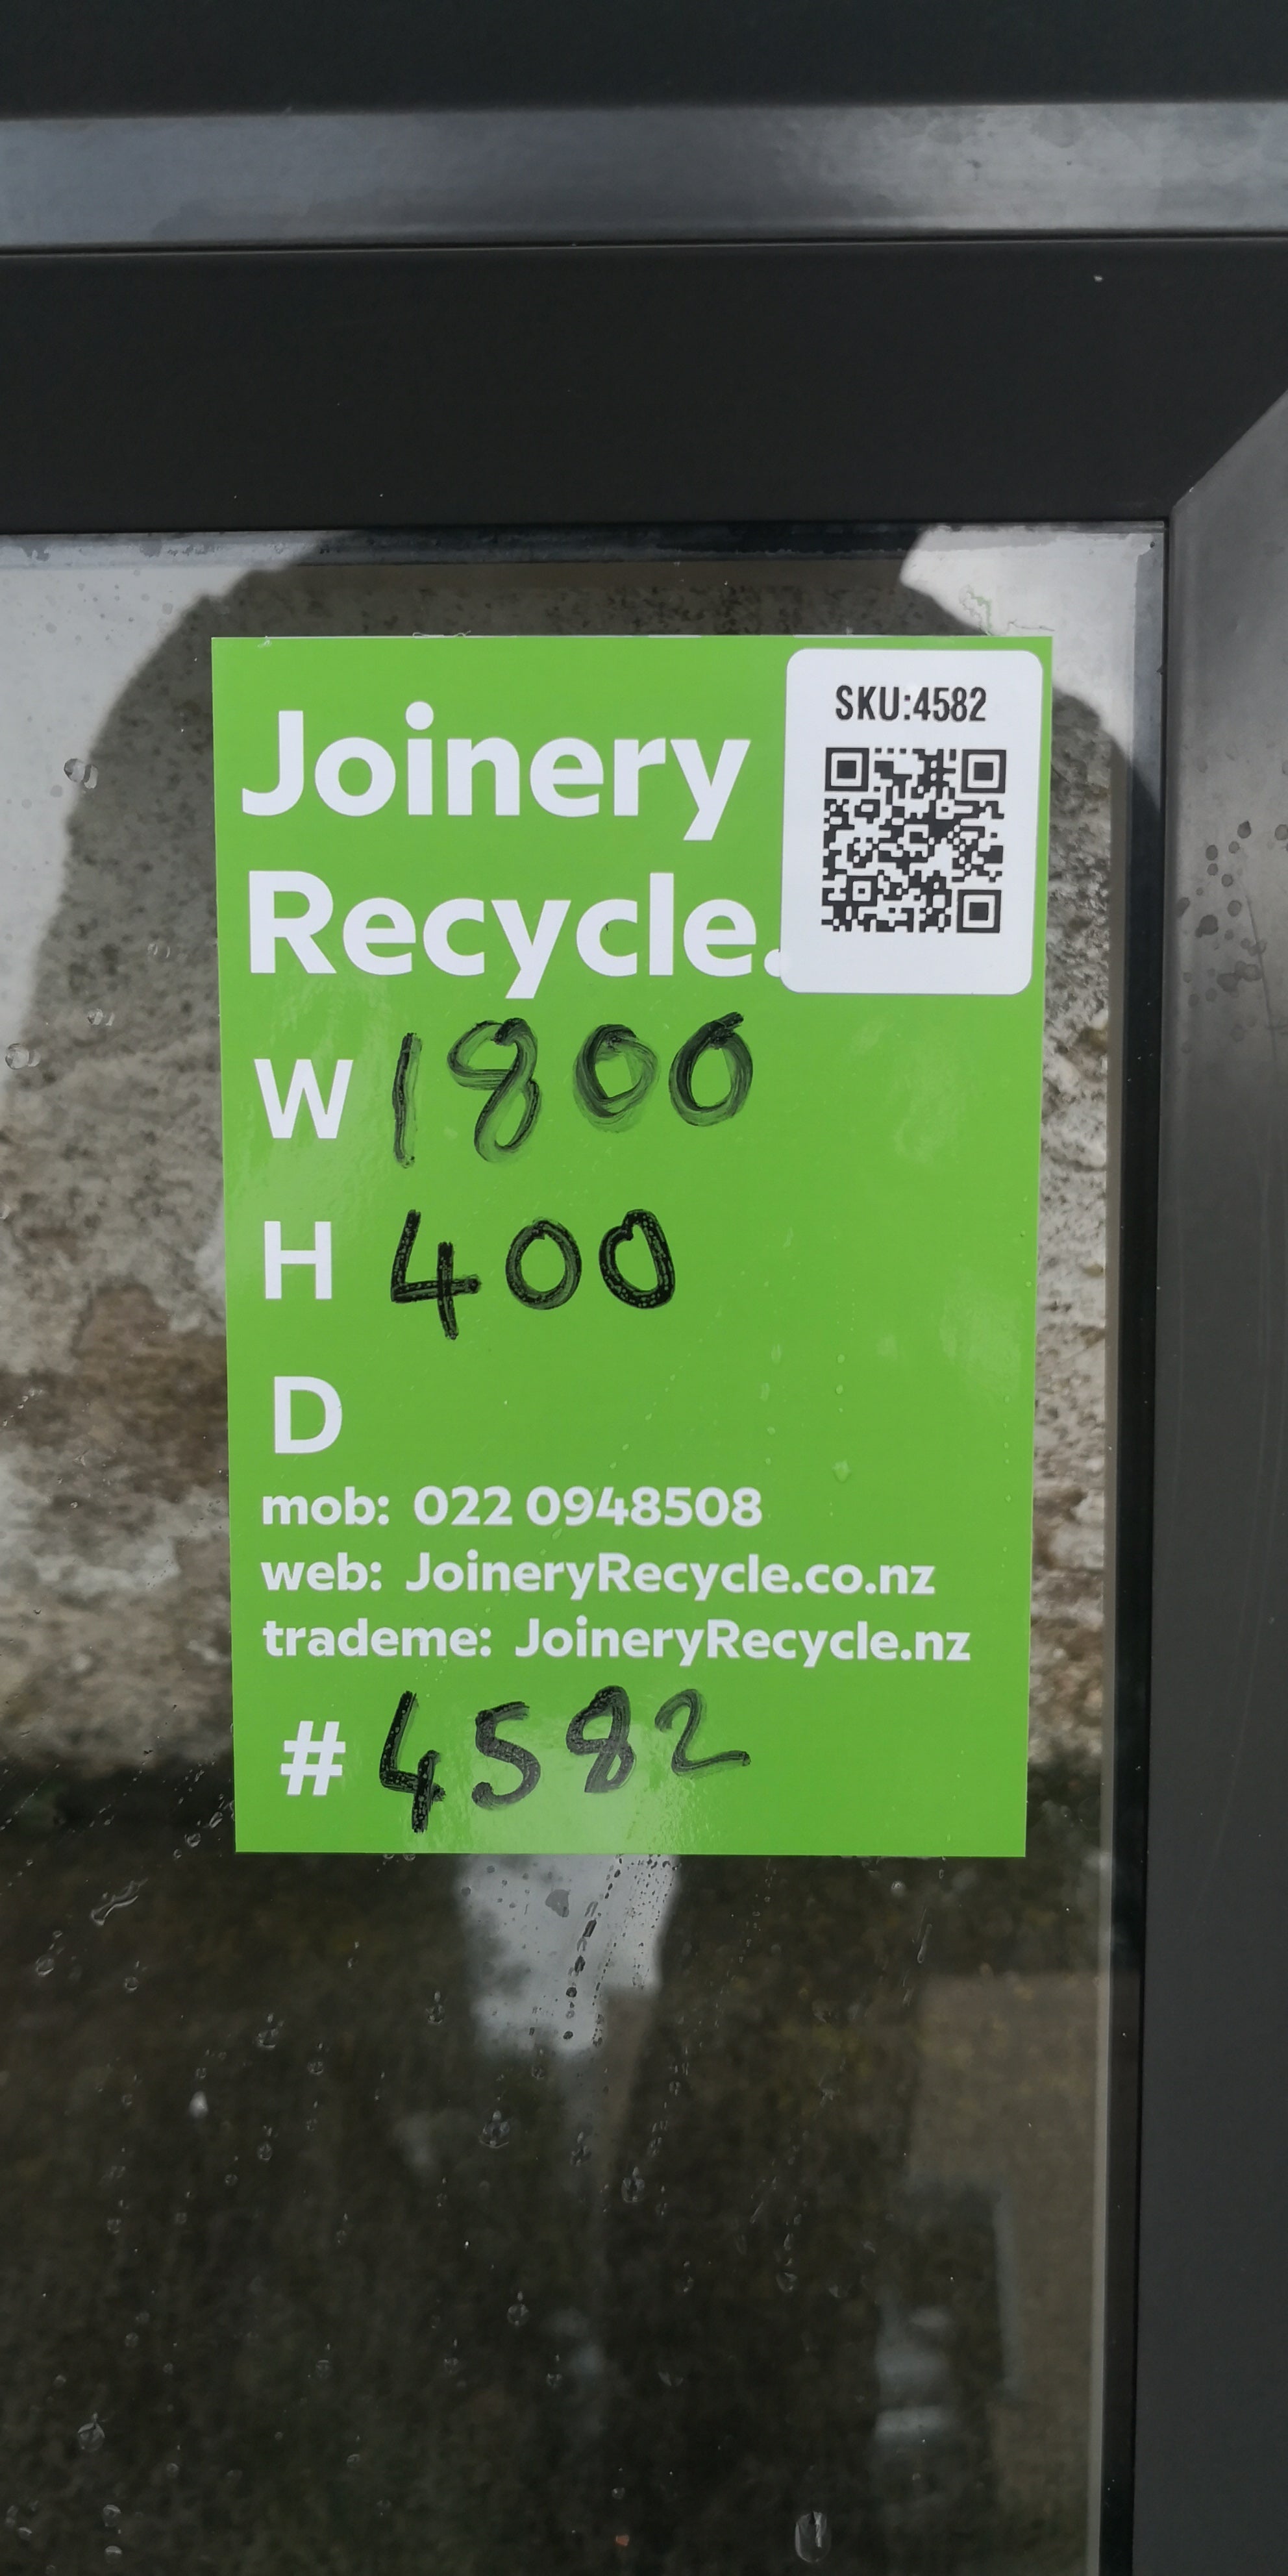 Joinery
Recycle.
SKU:4582
W 1800
H 400
D
mob: 022 0948508
web: JoineryRecycle.co.nz
trademe: JoineryRecycle.nz
# 4582